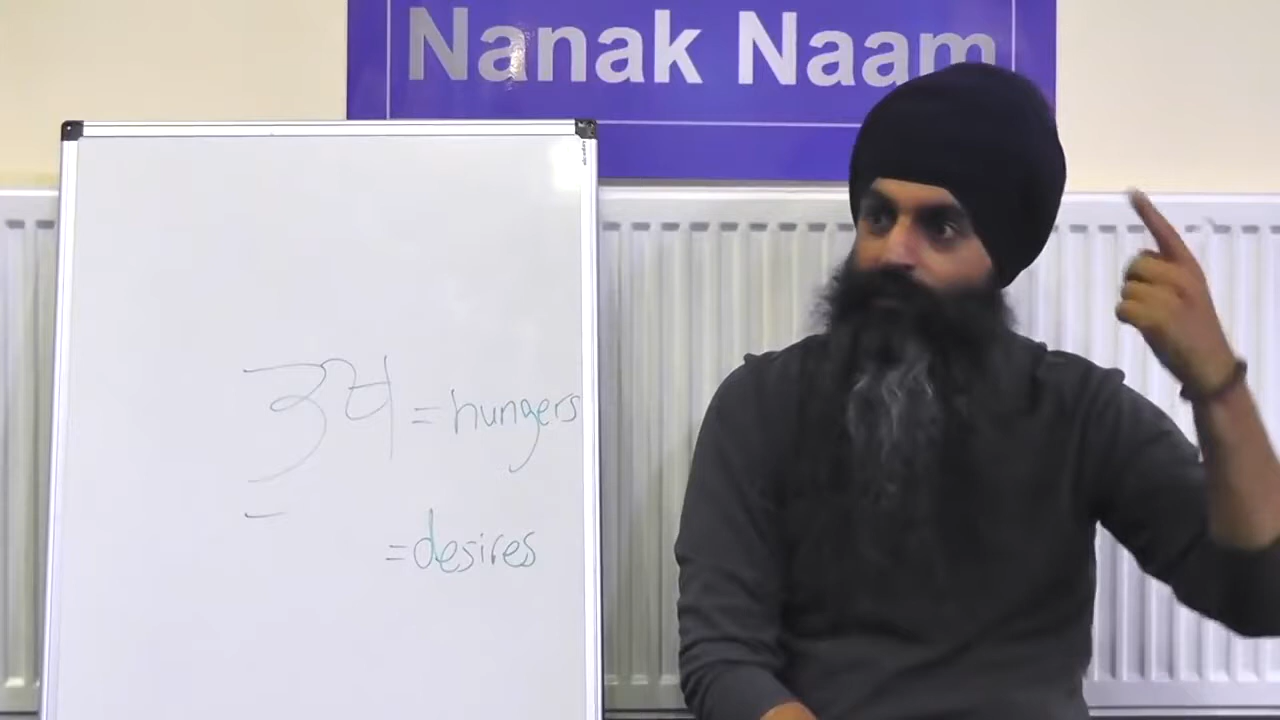 Nanak Naam
ਭੁਖ = hungers
= desires